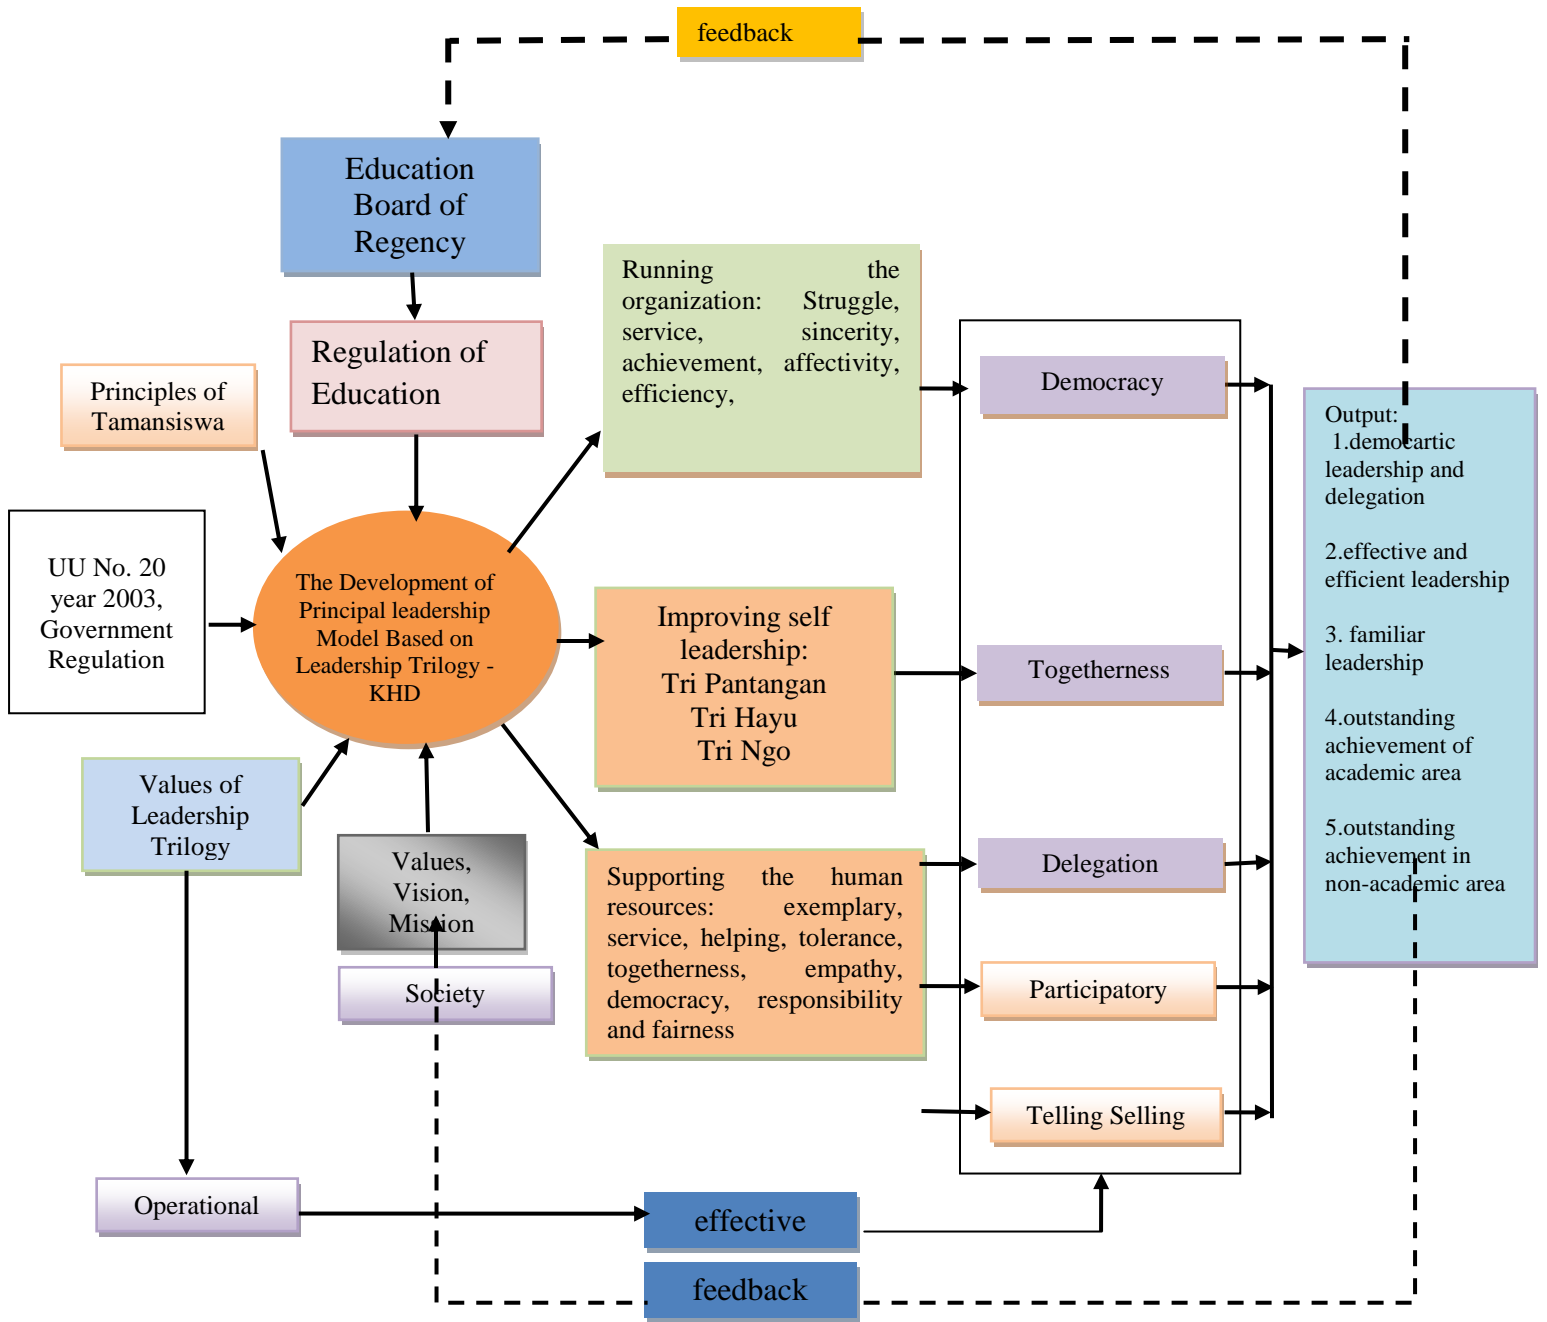 feedback
Education
Board of
Regency
Regulation of
Education
Principles of
Tamansiswa
UU No. 20
year 2003,
Government
Regulation
The Development of
Principal leadership
Model Based on
Leadership Trilogy -
KHD
Values of
Leadership
Trilogy
Values,
Vision,
Mission
Society
Operational
Running the
organization: Struggle,
service, sincerity,
achievement, affectivity,
efficiency,
Improving self
leadership:
Tri Pantangan
Tri Hayu
Tri Ngo
Supporting the human
resources: exemplary,
service, helping, tolerance,
togetherness, empathy,
democracy, responsibility
and fairness
Democracy
Togetherness
Delegation
Participatory
Telling Selling
Output:
1.democartic
leadership and
delegation
2.effective and
efficient leadership
3. familiar
leadership
4.outstanding
achievement of
academic area
5.outstanding
achievement in
non-academic area
effective
feedback